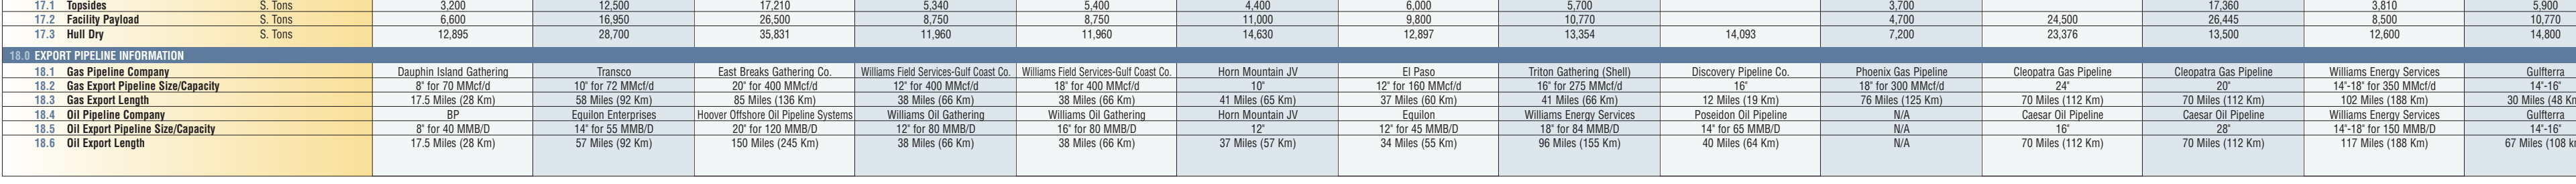 17.1 Topsides S. Tons 3,200 12,500 17,210 5,340 5,400 4,400 6,000 5,700 3,700 17,360 3,810 5,900
17.2 Facility Payload S. Tons 6,600 16,950 26,500 8,750 8,750 11,000 9,800 10,770 4,700 24,500 26,445 8,500 10,770
17.3 Hull Dry S. Tons 12,895 28,700 35,831 11,960 11,960 14,630 12,897 13,354 14,093 7,200 23,376 13,500 12,600 14,800
18.0 EXPORT PIPELINE INFORMATION
18.1 Gas Pipeline Company Dauphin Island Gathering Transco East Breaks Gathering Co. Williams Field Services-Gulf Coast Co. Williams Field Services-Gulf Coast Co. Horn Mountain JV El Paso Triton Gathering (Shell) Discovery Pipeline Co. Phoenix Gas Pipeline Cleopatra Gas Pipeline Cleopatra Gas Pipeline Williams Energy Services Gulfterra
18.2 Gas Export Pipeline Size/Capacity 8" for 70 MMcf/d 10" for 72 MMcf/d 20" for 400 MMcf/d 12" for 400 MMcf/d 18" for 400 MMcf/d 10" 12" for 160 MMcf/d 16" for 275 MMcf/d 16" 18" for 300 MMcf/d 24" 20" 14"-18" for 350 MMcf/d 14"-16"
18.3 Gas Export Length 17.5 Miles (28 Km) 58 Miles (92 Km) 85 Miles (136 Km) 38 Miles (66 Km) 38 Miles (66 Km) 41 Miles (65 Km) 37 Miles (60 Km) 41 Miles (66 Km) 12 Miles (19 Km) 76 Miles (125 Km) 70 Miles (112 Km) 70 Miles (112 Km) 102 Miles (188 Km) 30 Miles (48 Km
18.4 Oil Pipeline Company BP Equilon Enterprises Hoover Offshore Oil Pipeline Systems Williams Oil Gathering Williams Oil Gathering Horn Mountain JV Equilon Williams Energy Services Poseidon Oil Pipeline N/A Caesar Oil Pipeline Caesar Oil Pipeline Williams Energy Services Gulfterra
18.5 Oil Export Pipeline Size/Capacity 8" for 40 MMB/D 14" for 55 MMB/D 20" for 120 MMB/D 12" for 80 MMB/D 16" for 80 MMB/D 12" 12" for 45 MMB/D 18" for 84 MMB/D 14" for 65 MMB/D N/A 16" 28" 14"-18" for 150 MMB/D 14"-16"
18.6 Oil Export Length 17.5 Miles (28 Km) 57 Miles (92 Km) 150 Miles (245 Km) 38 Miles (66 Km) 38 Miles (66 Km) 37 Miles (57 Km) 34 Miles (55 Km) 96 Miles (155 Km) 40 Miles (64 Km) N/A 70 Miles (112 Km) 70 Miles (112 Km) 117 Miles (188 Km) 67 Miles (108 k